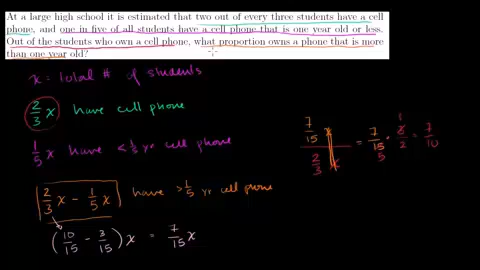 At a large high school it is estimated that two out of every three students have a cell
phone, and one in five of all students have a cell phone that is one year old or less.
Out of the students who own a cell phone, what proportion owns a phone that is more
than one year old?
x = total # of students
2/3 x have cell phone
1/5 x have < 1/3 yr cell phone
2/3 x - 1/5 x have > 1/5 yr cell phone
(10/15 - 3/15) x = 7/15 x
7/15 x / 2/3 x = 7/15 · 3/2 = 7/10
5 1